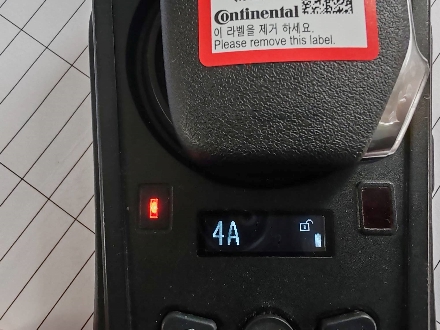 Continental
이 라벨을 제거 하세요.
Please remove this label.
4A